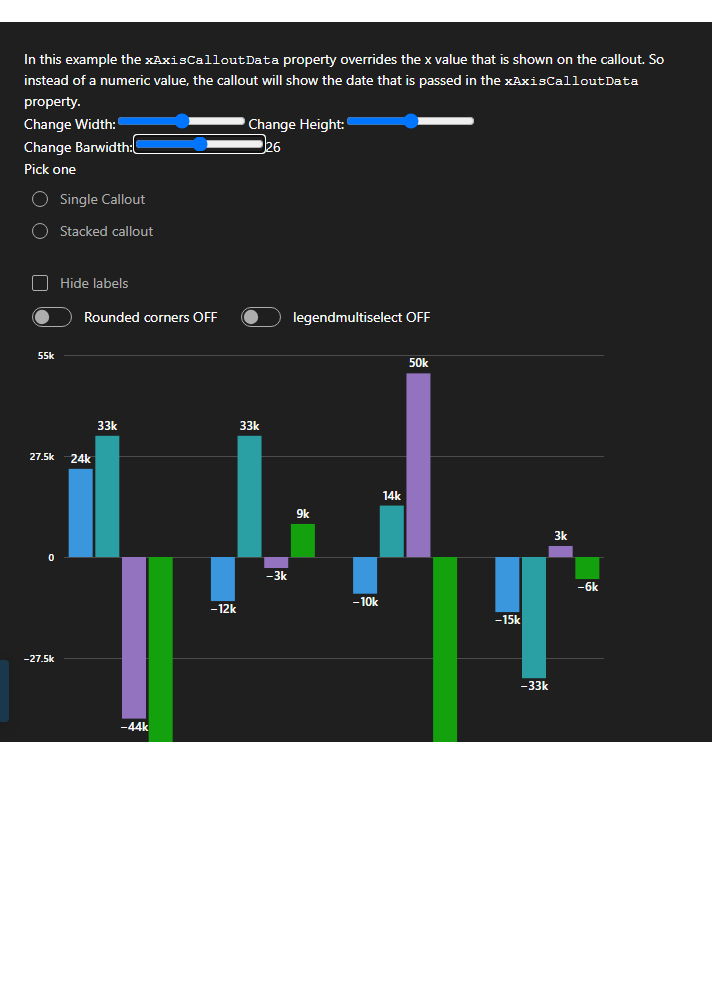 In this example the xAxisCalloutData property overrides the x value that is shown on the callout. So
instead of a numeric value, the callout will show the date that is passed in the xAxisCalloutData
property.
Change Width: Change Height:
Change Barwidth: 26
Pick one
Single Callout
Stacked callout
Hide labels
Rounded corners OFF legendmultiselect OFF
55k
50k
33k 33k
27.5k 24k
14k
9k
3k
0
−3k
−6k
−12k −10k
−15k
−27.5k
−33k
−44k